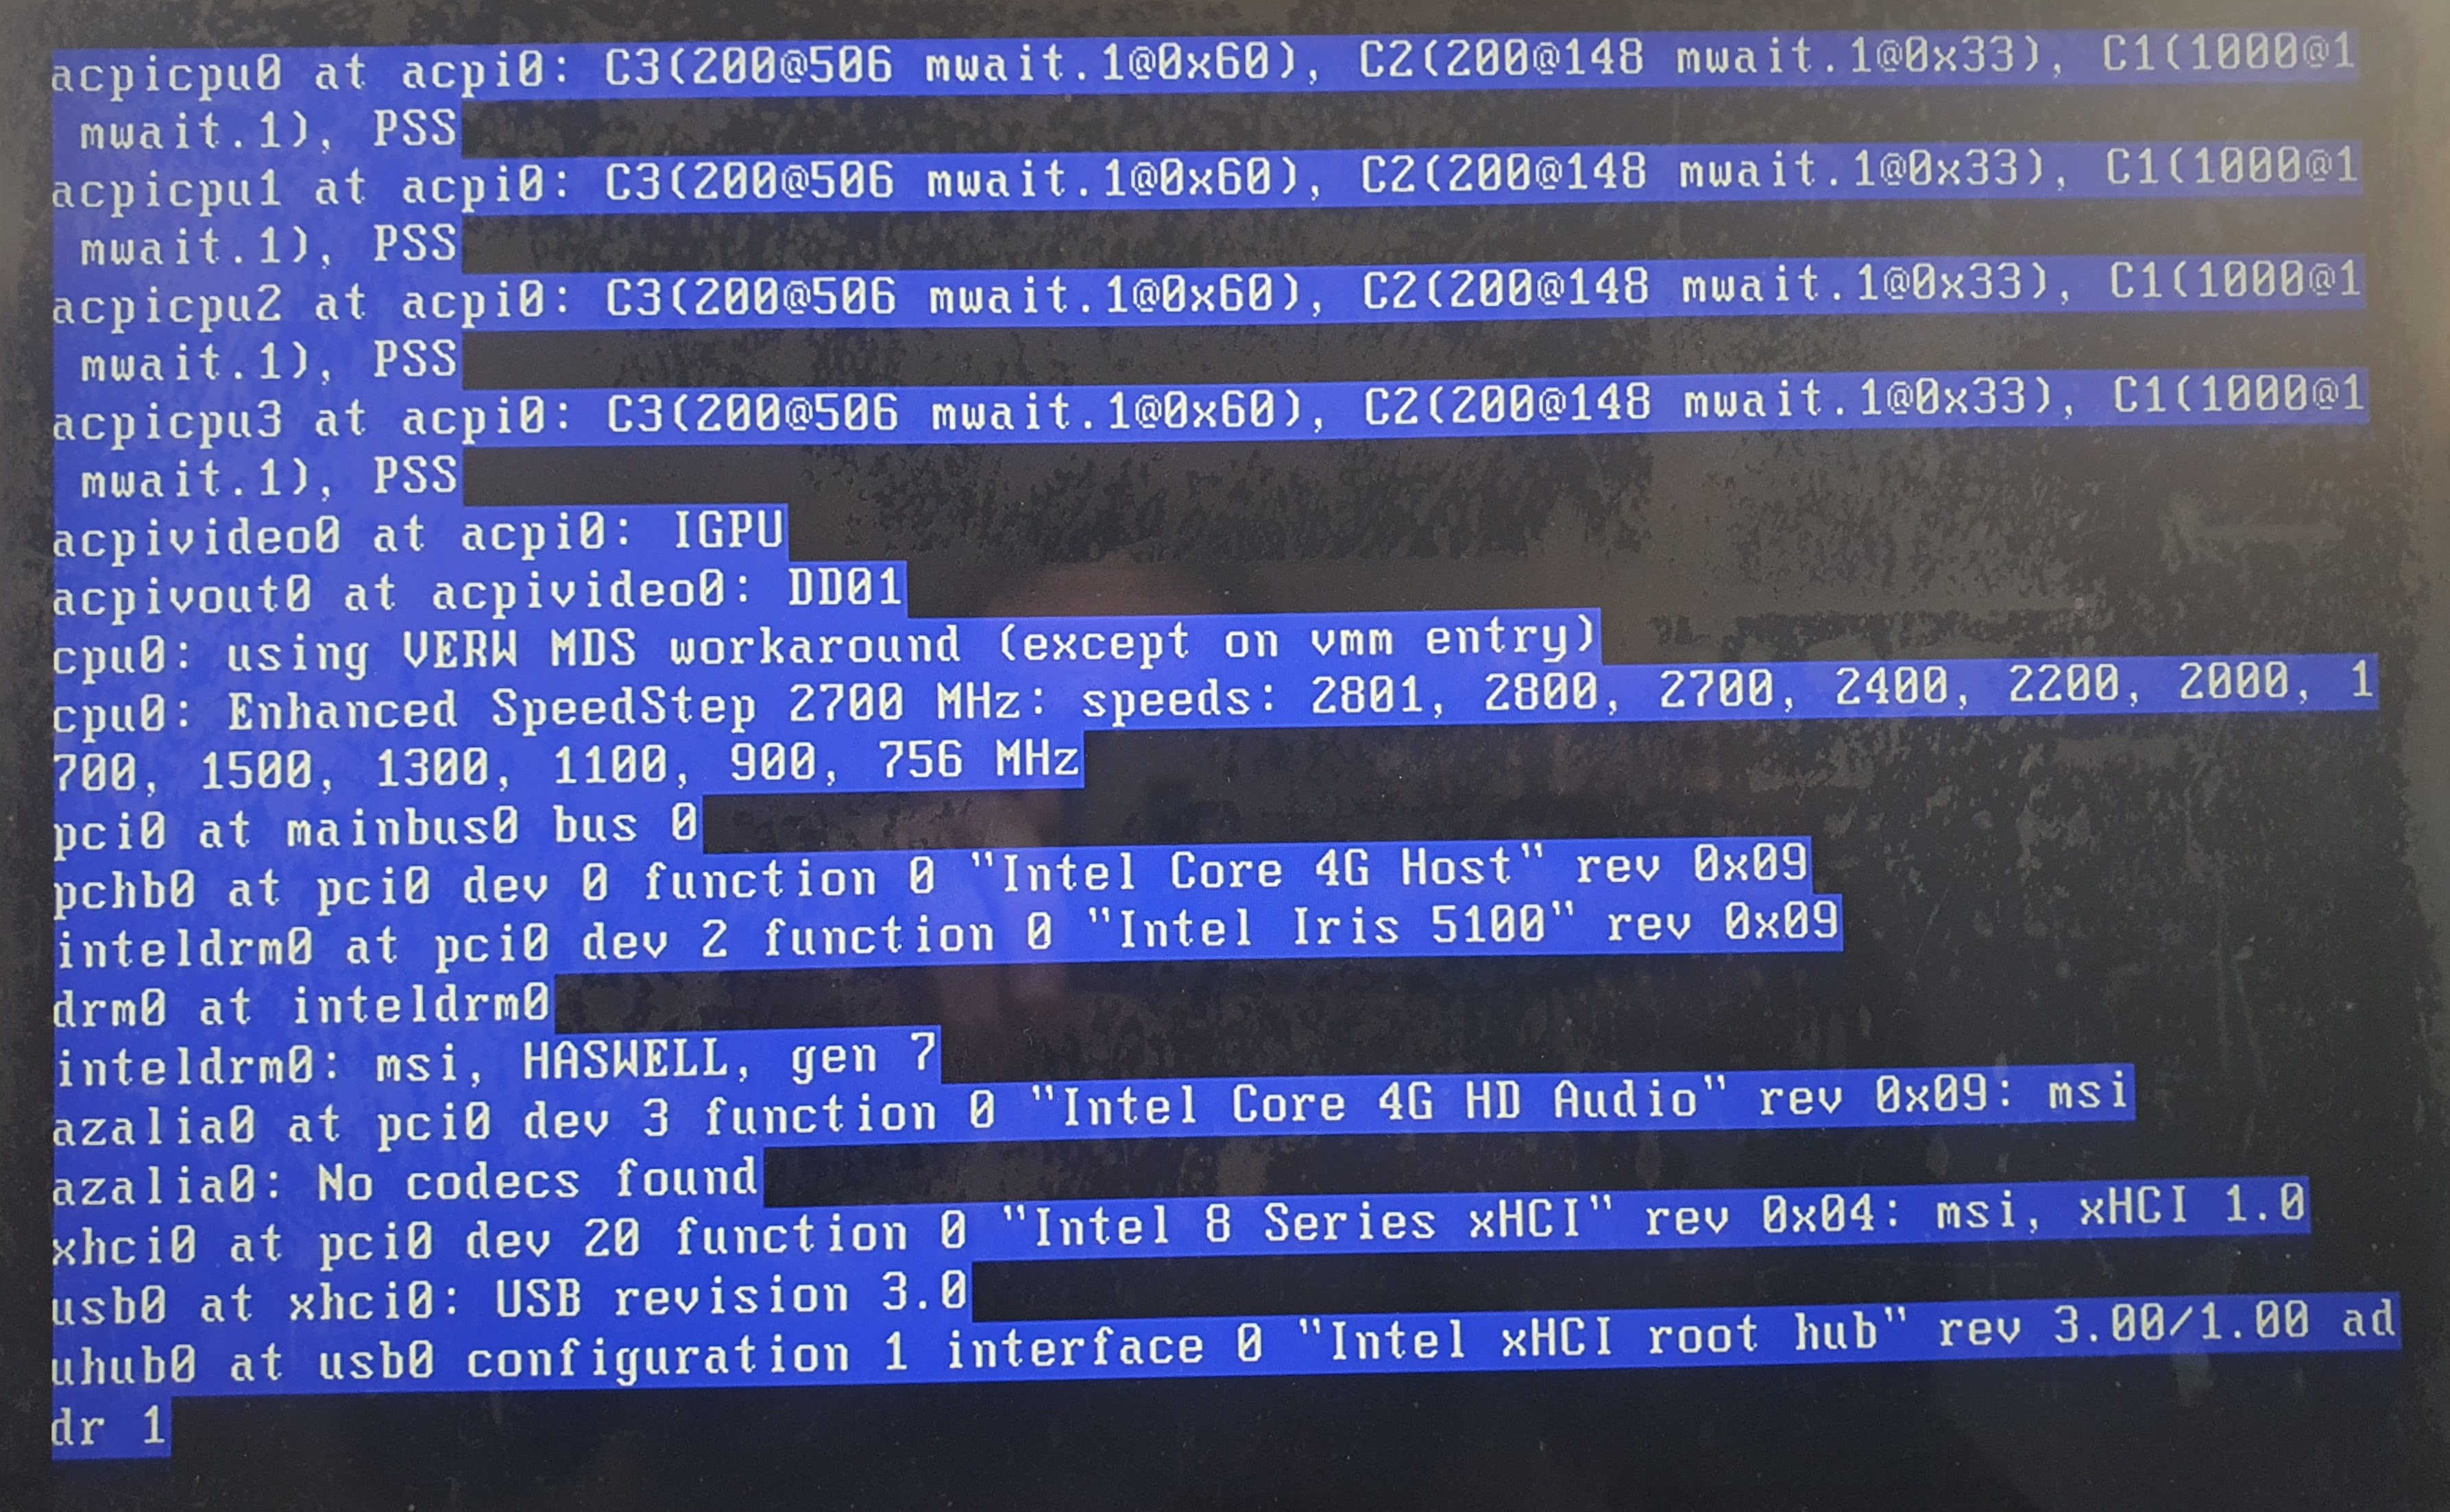 acpicpu0 at acpi0: C3(200@506 mwait.1@0x60), C2(200@148 mwait.1@0x33), C1(1000@1
 mwait.1), PSS
acpicpu1 at acpi0: C3(200@506 mwait.1@0x60), C2(200@148 mwait.1@0x33), C1(1000@1
 mwait.1), PSS
acpicpu2 at acpi0: C3(200@506 mwait.1@0x60), C2(200@148 mwait.1@0x33), C1(1000@1
 mwait.1), PSS
acpicpu3 at acpi0: C3(200@506 mwait.1@0x60), C2(200@148 mwait.1@0x33), C1(1000@1
 mwait.1), PSS
acpivideo0 at acpi0: IGPU
acpivout0 at acpivideo0: DD01
cpu0: using VERW MDS workaround (except on vmm entry)
cpu0: Enhanced SpeedStep 2700 MHz: speeds: 2801, 2800, 2700, 2400, 2200, 2000, 1
700, 1500, 1300, 1100, 900, 756 MHz
pci0 at mainbus0 bus 0
pchb0 at pci0 dev 0 function 0 "Intel Core 4G Host" rev 0x09
inteldrm0 at pci0 dev 2 function 0 "Intel Iris 5100" rev 0x09
drm0 at inteldrm0
inteldrm0: msi, HASWELL, gen 7
azalia0 at pci0 dev 3 function 0 "Intel Core 4G HD Audio" rev 0x09: msi
azalia0: No codecs found
xhci0 at pci0 dev 20 function 0 "Intel 8 Series xHCI" rev 0x04: msi, xHCI 1.0
usb0 at xhci0: USB revision 3.0
uhub0 at usb0 configuration 1 interface 0 "Intel xHCI root hub" rev 3.00/1.00 ad
dr 1